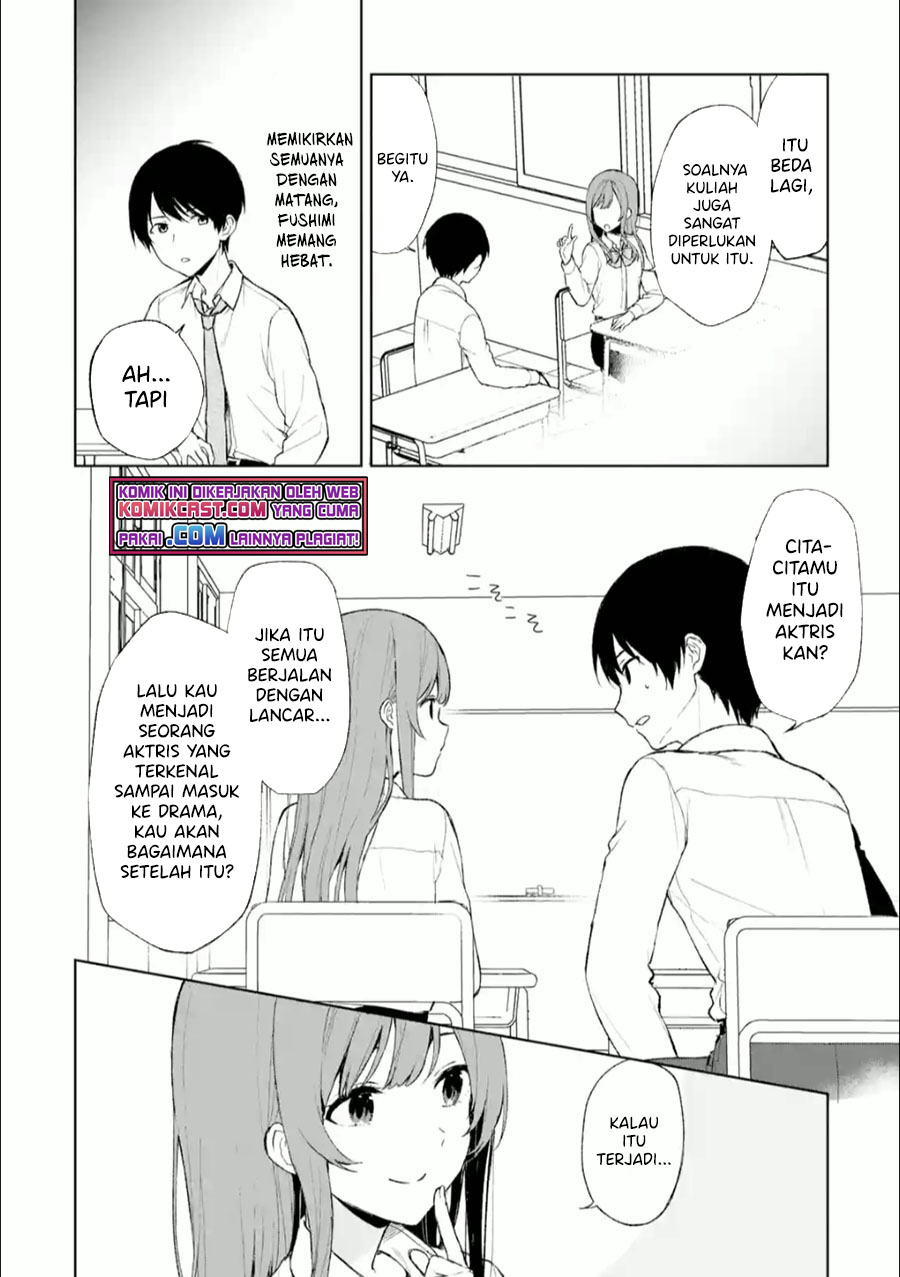 ITU
BEDA
LAGI,
SOALNYA
KULIAH
JUGA
SANGAT
DIPERLUKAN
UNTUK ITU.
BEGITU
YA.
MEMIKIRKAN
SEMUANYA
DENGAN
MATANG,
FUSHIMI
MEMANG
HEBAT.
AH...
TAPI
KOMIK INI DIKERJAKAN OLEH WEB
KOMIKCAST.COM YANG CUMA
PAKAI .COM LAINNYA PLAGIAT!
CITA-
CITAMU
ITU
MENJADI
AKTRIS
KAN?
JIKA ITU
SEMUA
BERJALAN
DENGAN
LANCAR...
LALU KAU
MENJADI
SEORANG
AKTRIS YANG
TERKENAL
SAMPAI MASUK
KE DRAMA,
KAU AKAN
BAGAIMANA
SETELAH ITU?
KALAU
ITU
TERJADI...